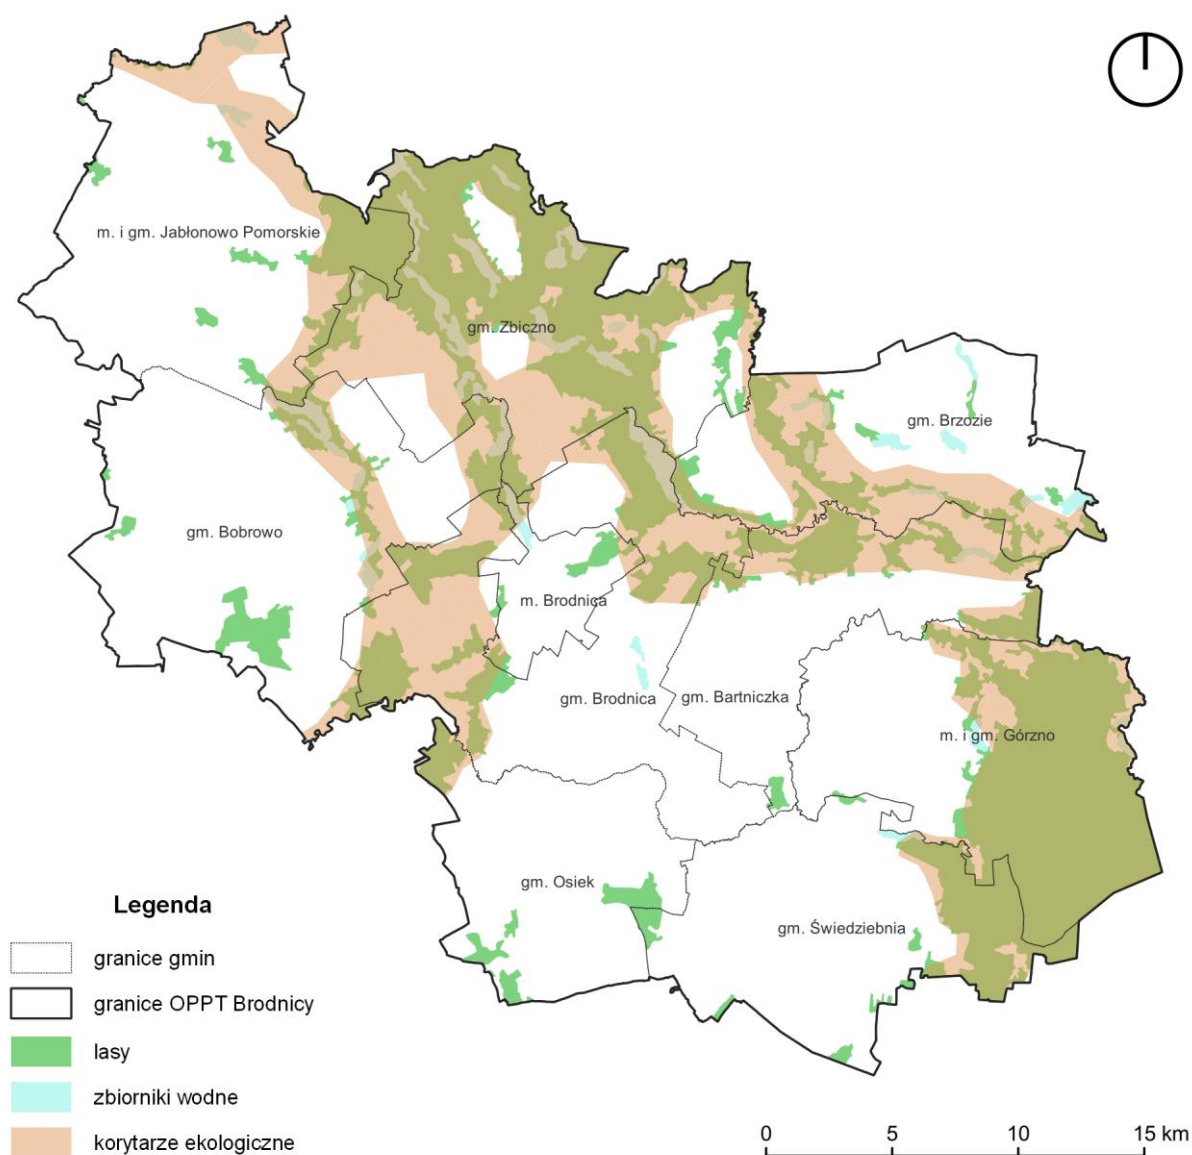 m. i gm. Jabłonowo Pomorskie
gm. Zbiczno
gm. Brzozie
gm. Bobrowo
m. Brodnica
gm. Brodnica
gm. Bartniczka
m. i gm. Górzno
gm. Osiek
gm. Świedziebnia
Legenda
granice gmin
granice OPPT Brodnicy
lasy
zbiorniki wodne
korytarze ekologiczne
0 5 10 15 km